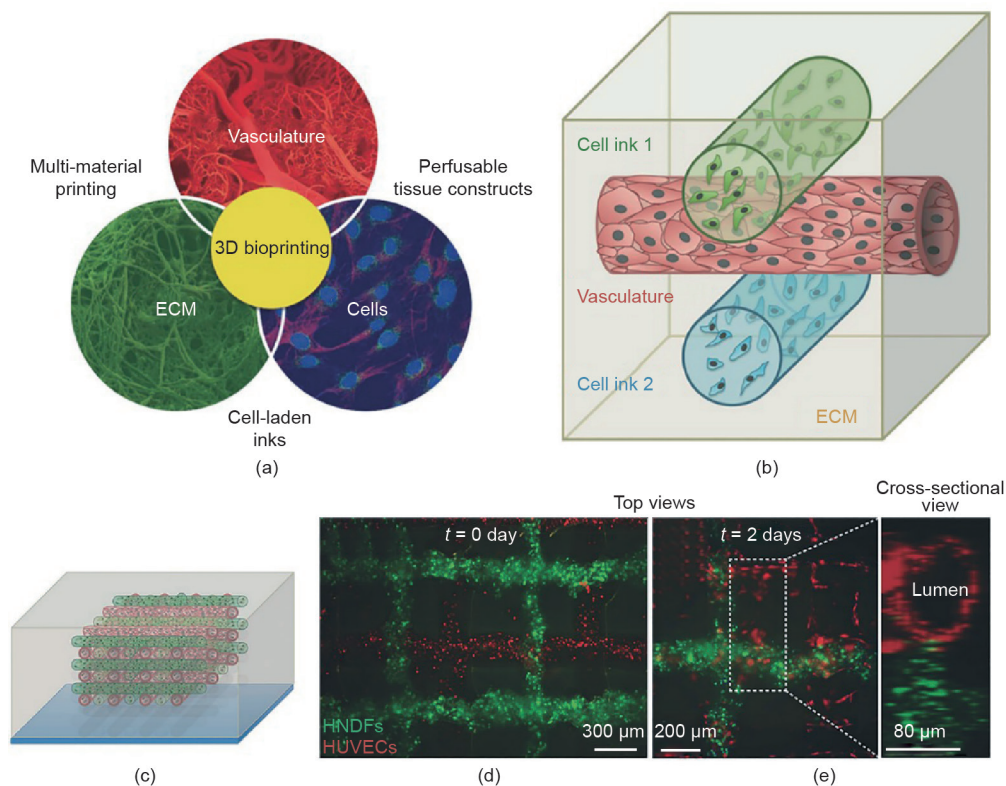 Vasculature
Multi-material
printing
Perfusable
tissue constructs
3D bioprinting
ECM
Cells
Cell-laden
inks
(a)
Cell ink 1
Vasculature
Cell ink 2
ECM
(b)
(c)
Top views
t = 0 day
HNDFs
HUVECs
300 µm
(d)
t = 2 days
200 µm
Cross-sectional
view
Lumen
80 µm
(e)